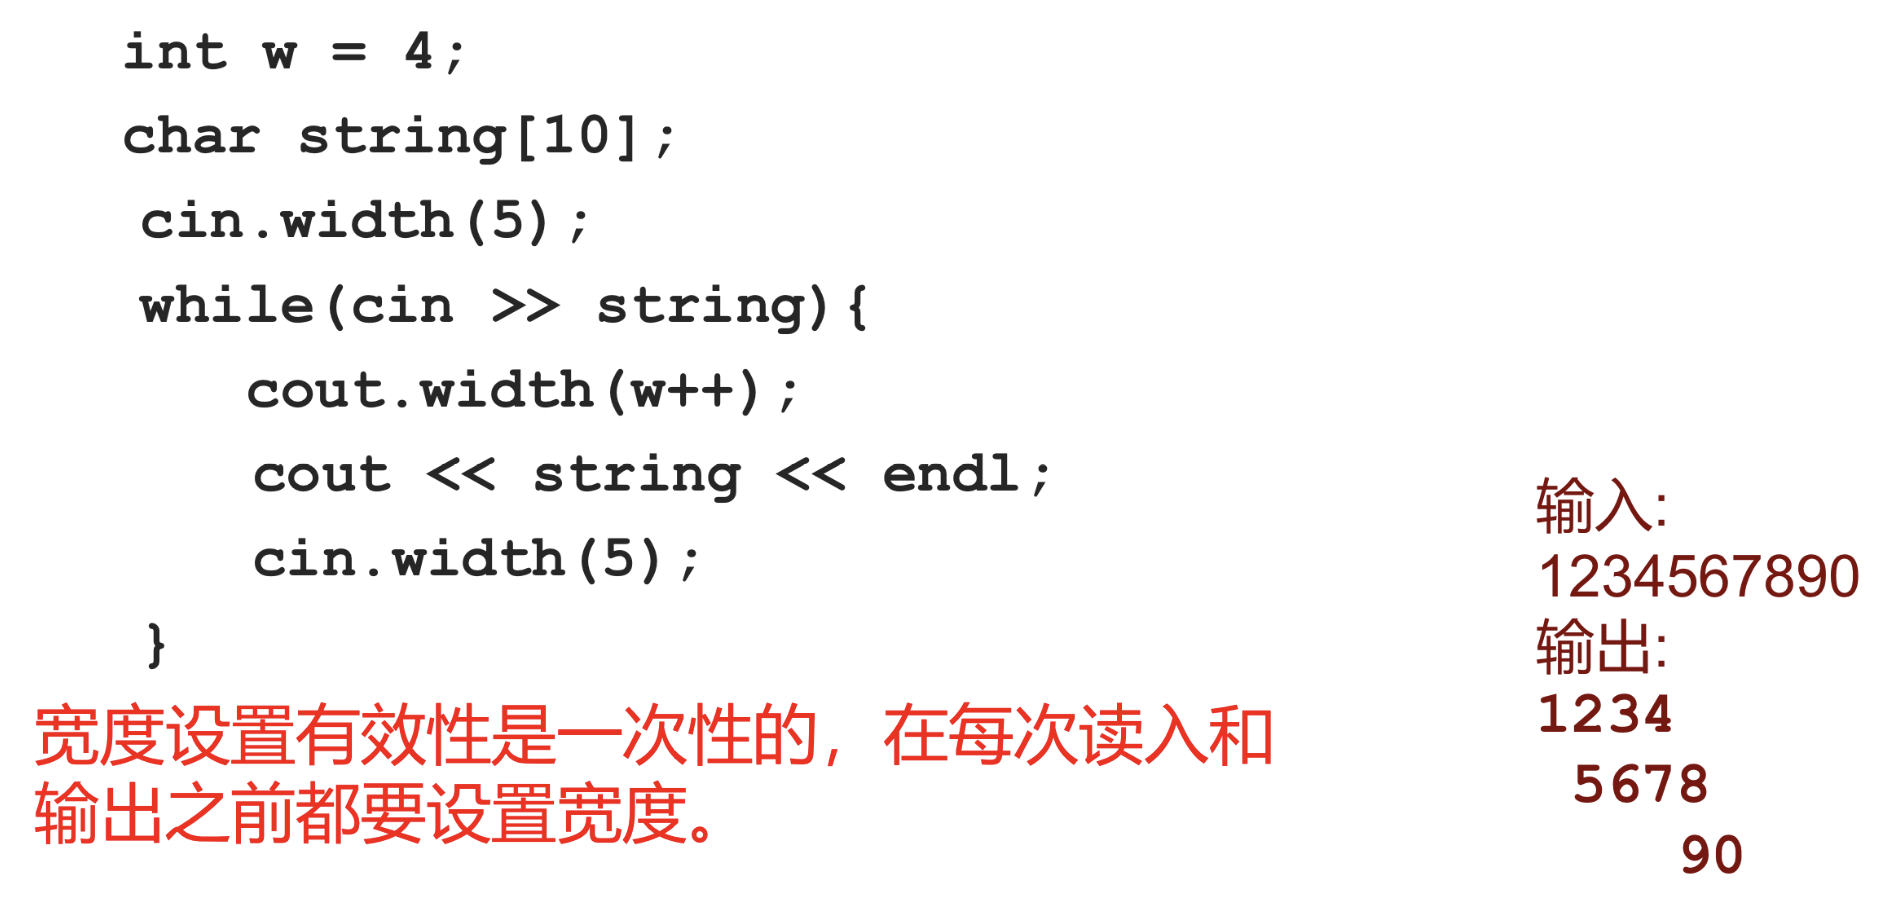 int w = 4;
char string[10];
cin.width(5);
while(cin >> string){
cout.width(w++);
cout << string << endl;
cin.width(5);
}
宽度设置有效性是一次性的，在每次读入和
输出之前都要设置宽度。
输入:
1234567890
输出:
1234
5678
90